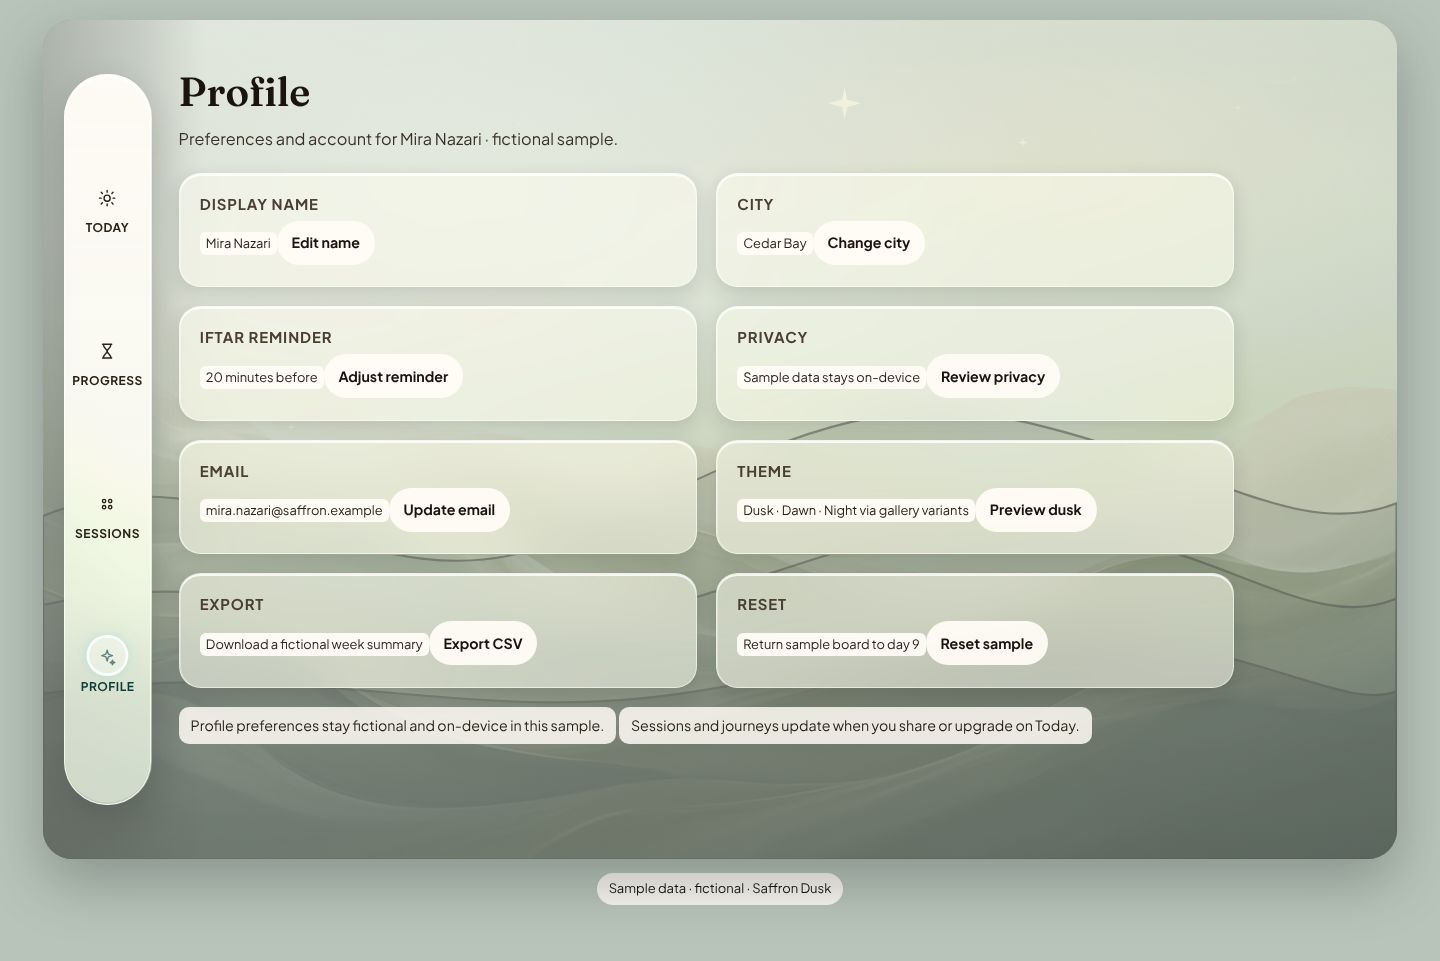 Profile
Preferences and account for Mira Nazari · fictional sample.
TODAY
PROGRESS
SESSIONS
PROFILE
DISPLAY NAME
Mira Nazari Edit name
CITY
Cedar Bay Change city
IFTAR REMINDER
20 minutes before Adjust reminder
PRIVACY
Sample data stays on-device Review privacy
EMAIL
mira.nazari@saffron.example Update email
THEME
Dusk · Dawn · Night via gallery variants Preview dusk
EXPORT
Download a fictional week summary Export CSV
RESET
Return sample board to day 9 Reset sample
Profile preferences stay fictional and on-device in this sample. Sessions and journeys update when you share or upgrade on Today.
Sample data · fictional · Saffron Dusk